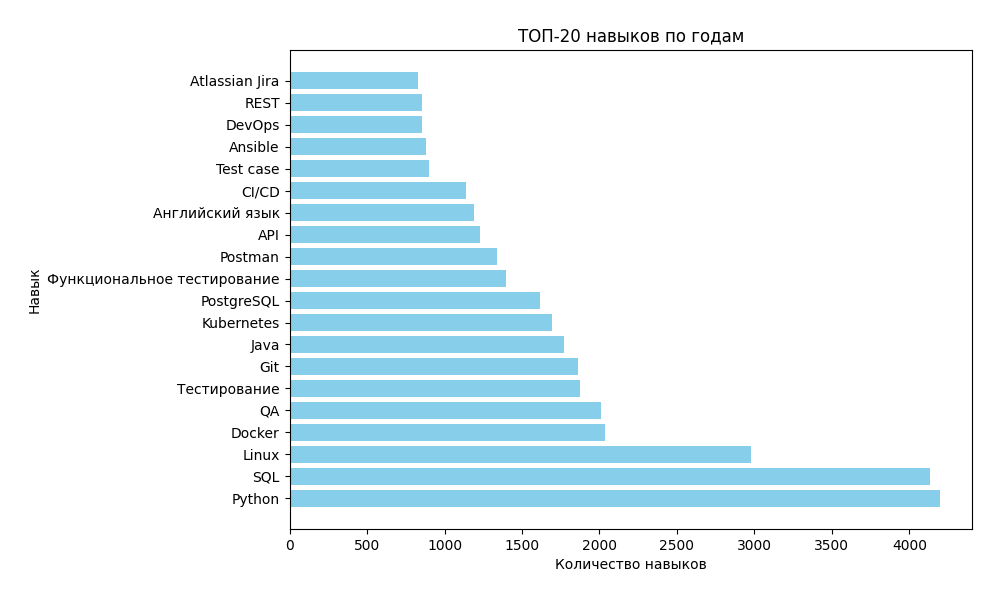 ТОП-20 навыков по годам
Atlassian Jira
REST
DevOps
Ansible
Test case
CI/CD
Английский язык
API
Postman
Функциональное тестирование
PostgreSQL
Kubernetes
Java
Git
Тестирование
QA
Docker
Linux
SQL
Python
Навык
0 500 1000 1500 2000 2500 3000 3500 4000
Количество навыков